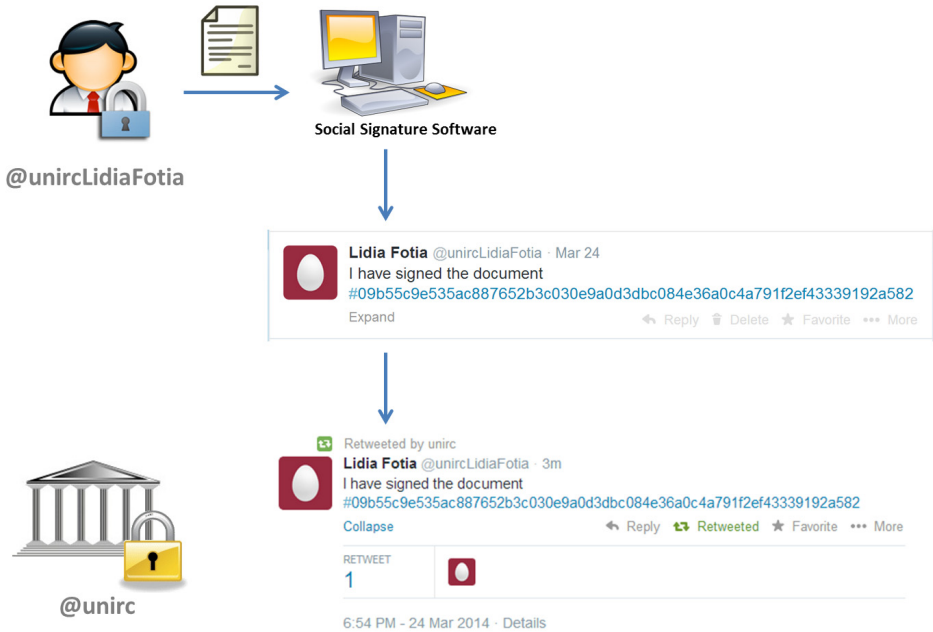 @unircLidiaFotia
Social Signature Software
Lidia Fotia @unircLidiaFotia · Mar 24
I have signed the document
#09b55c9e535ac887652b3c030e9a0d3dbc084e36a0c4a791f2ef43339192a582
Expand Reply Delete Favorite More
Retweeted by unirc
Lidia Fotia @unircLidiaFotia · 3m
I have signed the document
#09b55c9e535ac887652b3c030e9a0d3dbc084e36a0c4a791f2ef43339192a582
Collapse Reply Retweeted Favorite More
RETWEET
1
@unirc
6:54 PM - 24 Mar 2014 · Details